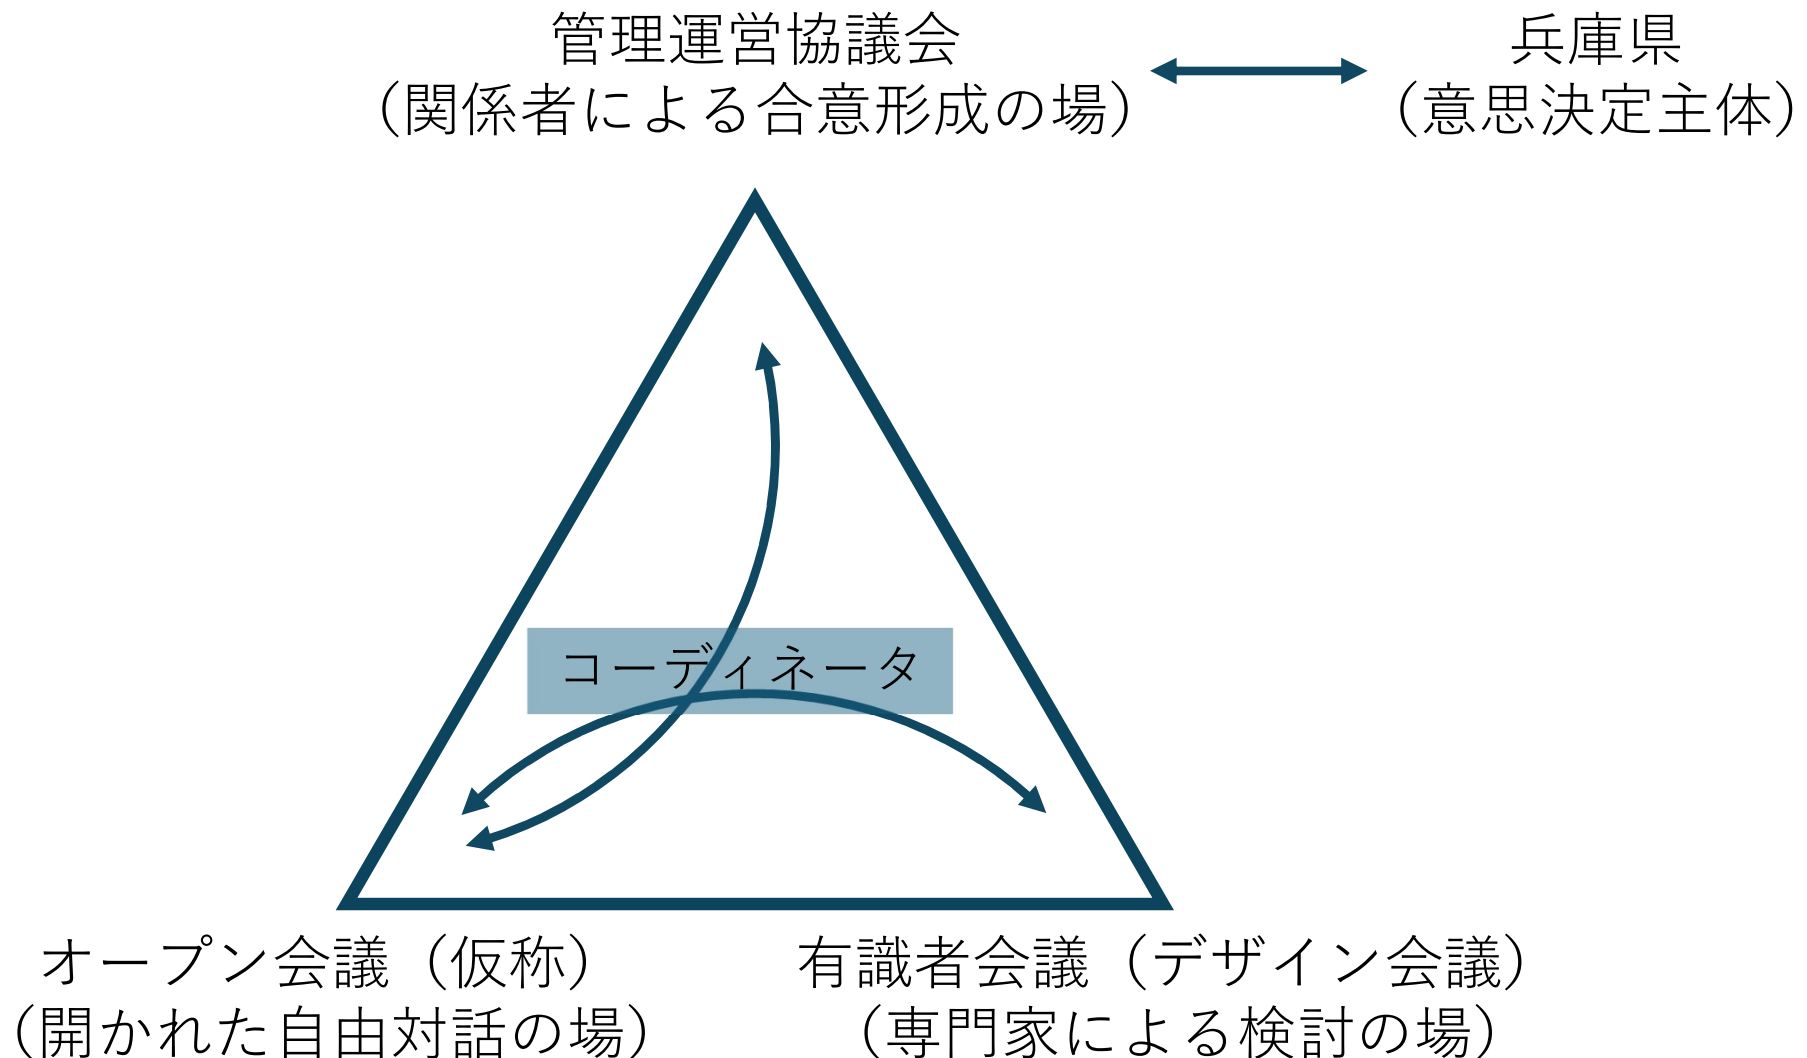 管理運営協議会
（関係者による合意形成の場）
兵庫県
（意思決定主体）
コーディネータ
オープン会議（仮称）
（開かれた自由対話の場）
有識者会議（デザイン会議）
（専門家による検討の場）